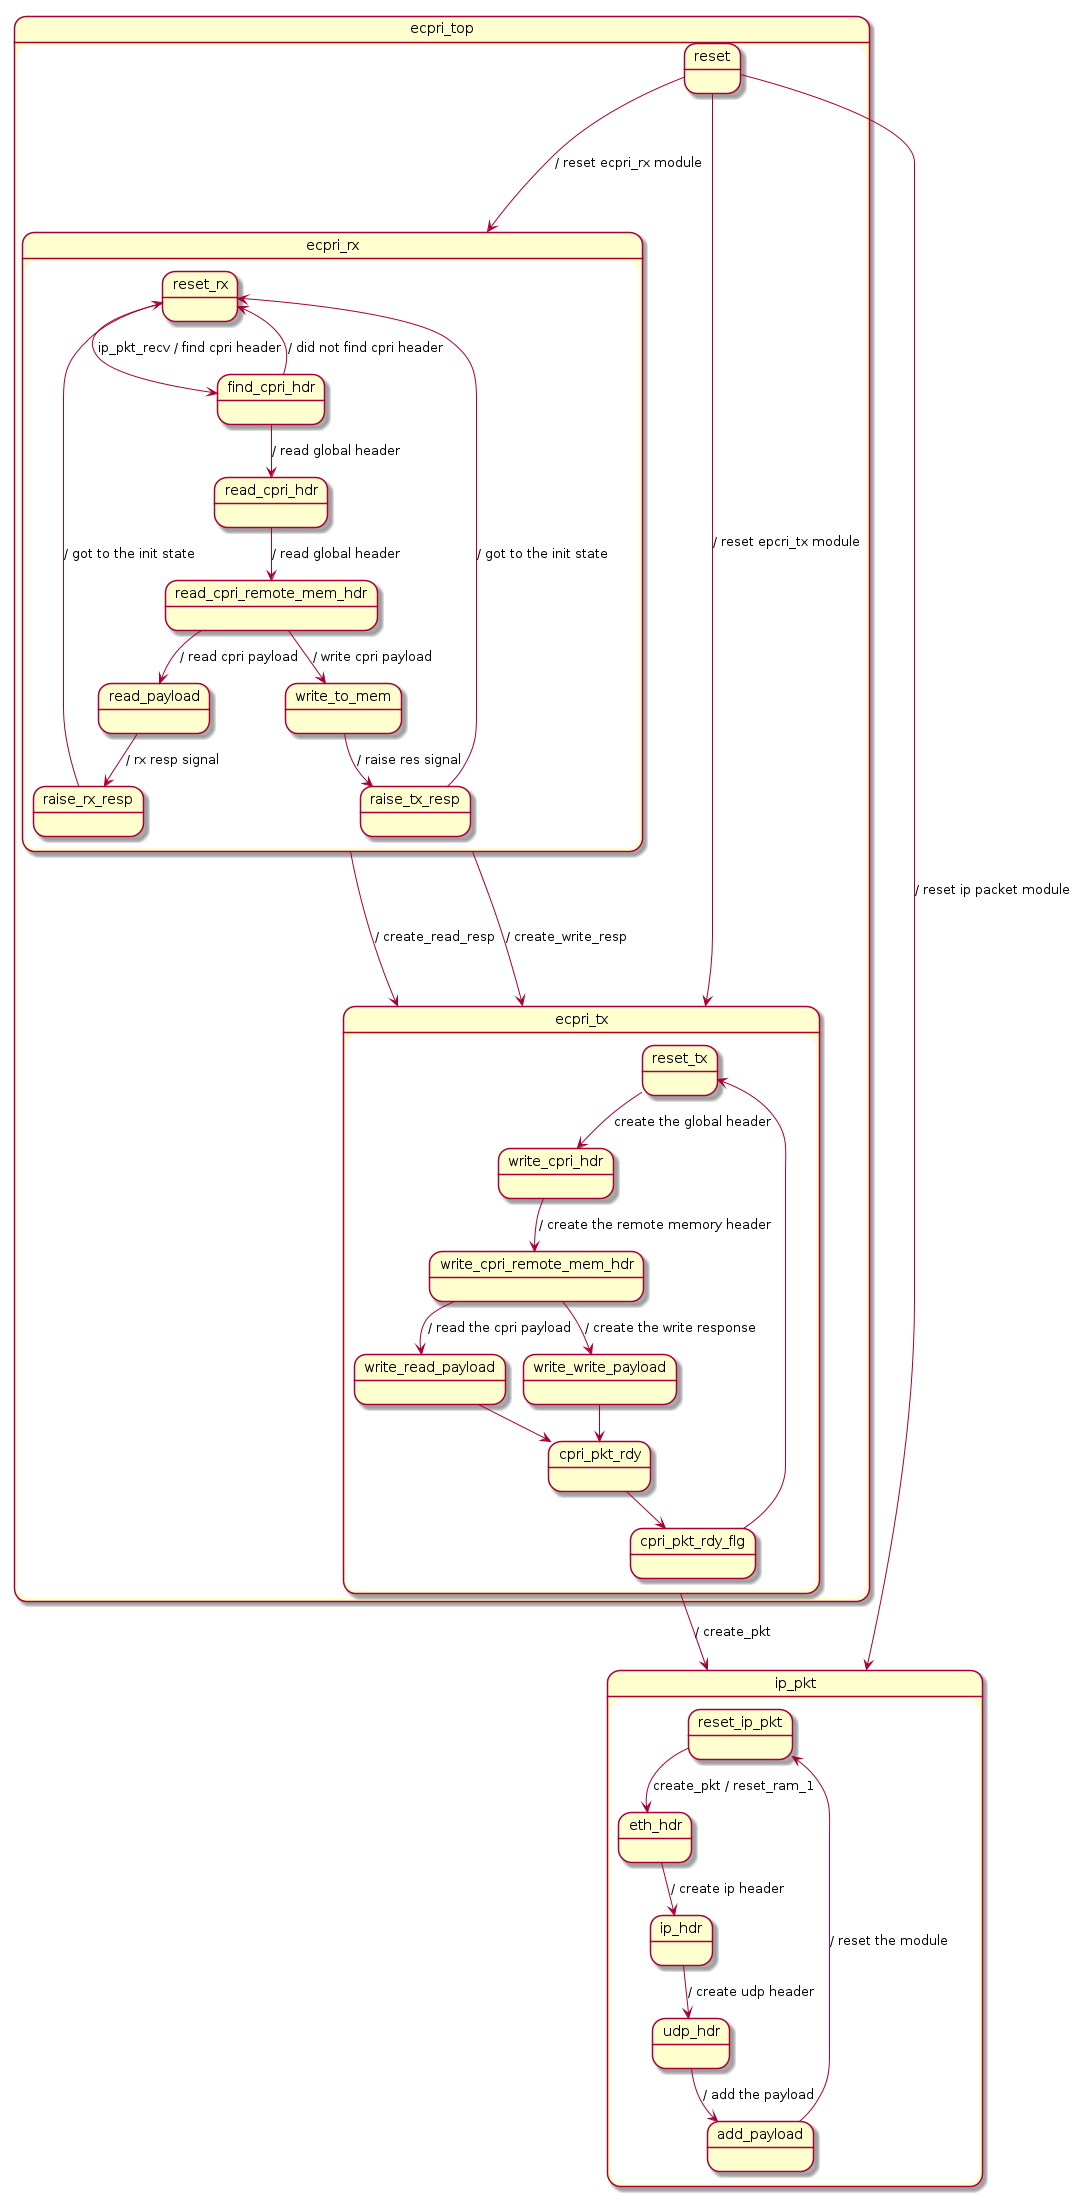 ecpri_top
reset
/ reset ecpri_rx module
ecpri_rx
reset_rx
ip_pkt_recv / find cpri header
/ did not find cpri header
find_cpri_hdr
/ read global header
read_cpri_hdr
/ reset epcri_tx module
/ got to the init state
/ read global header
/ got to the init state
read_cpri_remote_mem_hdr
/ read cpri payload
/ write cpri payload
read_payload
write_to_mem
/ rx resp signal
/ raise res signal
raise_rx_resp
raise_tx_resp
/ reset ip packet module
/ create_read_resp
/ create_write_resp
ecpri_tx
reset_tx
create the global header
write_cpri_hdr
/ create the remote memory header
write_cpri_remote_mem_hdr
/ read the cpri payload
/ create the write response
write_read_payload
write_write_payload
cpri_pkt_rdy
cpri_pkt_rdy_flg
/ create_pkt
ip_pkt
reset_ip_pkt
create_pkt / reset_ram_1
eth_hdr
/ create ip header
ip_hdr
/ reset the module
/ create udp header
udp_hdr
/ add the payload
add_payload